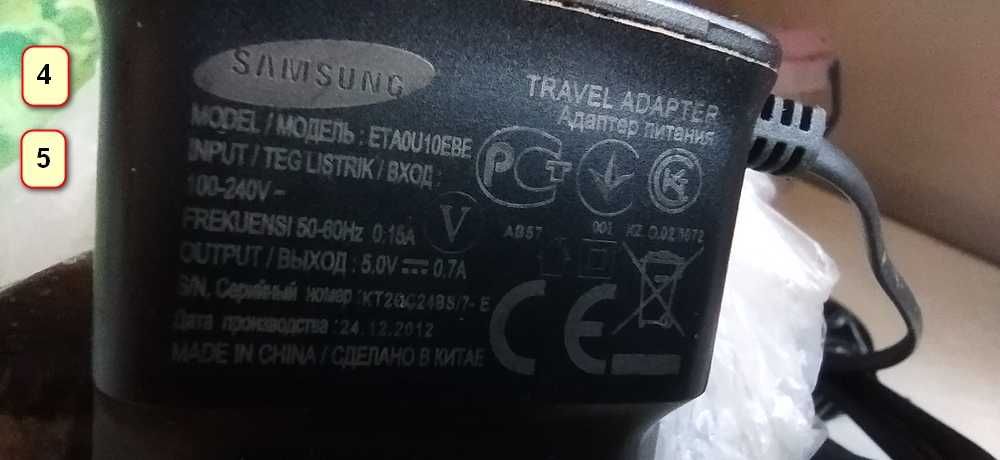 4
5
SAMSUNG
TRAVEL ADAPTER
Адаптер питания
MODEL / МОДЕЛЬ : ETA0U10EBE
INPUT / TEG LISTRIK / ВХОД :
100-240V ~
FREKUENSI 50-60Hz 0.15A
OUTPUT / ВЫХОД : 5.0V 0.7A
S/N, Серийный номер :
Дата производства : 24.12.2012
MADE IN CHINA / СДЕЛАНО В КИТАЕ
V
PCT
AB57
001
KZ
CE